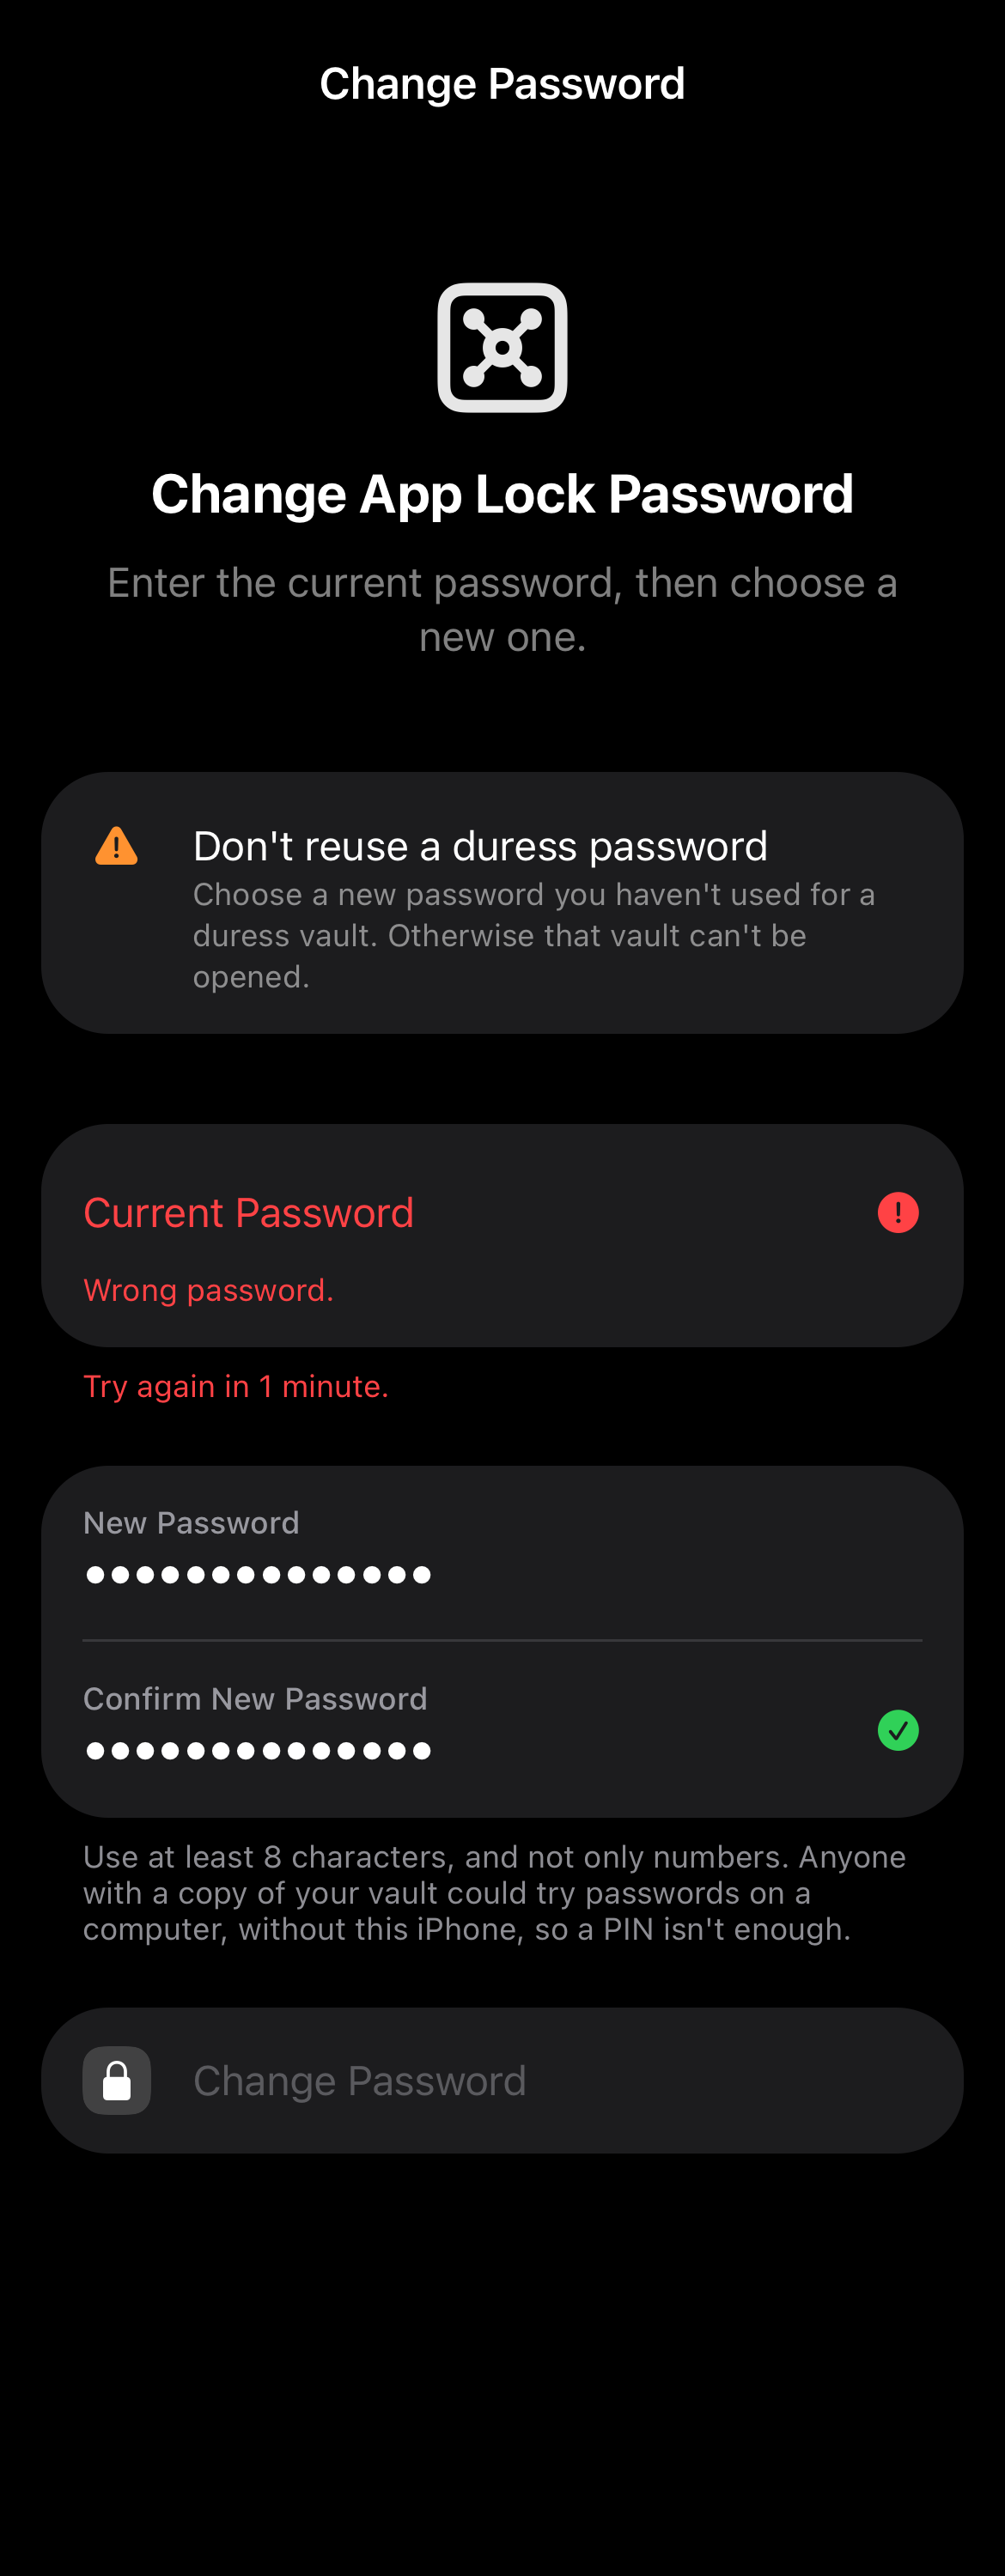 Change Password
Change App Lock Password
Enter the current password, then choose a
new one.
Don't reuse a duress password
Choose a new password you haven't used for a
duress vault. Otherwise that vault can't be
opened.
Current Password
Wrong password.
Try again in 1 minute.
New Password
Confirm New Password
Use at least 8 characters, and not only numbers. Anyone
with a copy of your vault could try passwords on a
computer, without this iPhone, so a PIN isn't enough.
Change Password